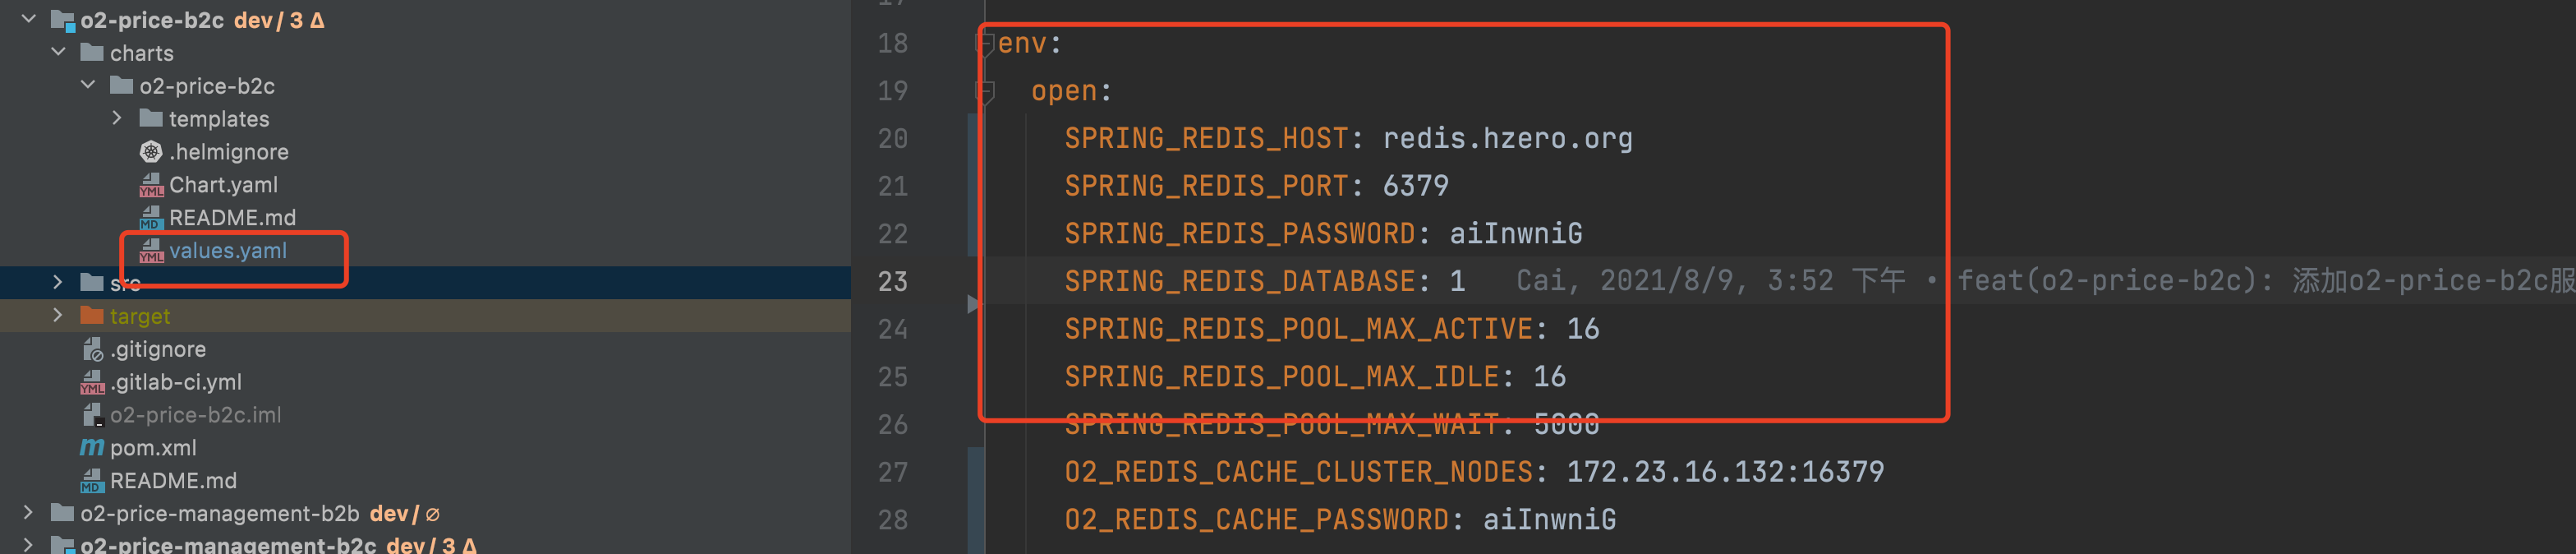 o2-price-b2c dev / 3 Δ
charts
o2-price-b2c
templates
.helmignore
Chart.yaml
README.md
values.yaml
src
target
.gitignore
.gitlab-ci.yml
o2-price-b2c.iml
pom.xml
README.md
o2-price-management-b2b dev / ∅
o2-price-management-b2c dev / 3 Δ
17
18 env:
19 open:
20 SPRING_REDIS_HOST: redis.hzero.org
21 SPRING_REDIS_PORT: 6379
22 SPRING_REDIS_PASSWORD: aiInwniG
23 SPRING_REDIS_DATABASE: 1 Cai, 2021/8/9, 3:52 下午 • feat(o2-price-b2c): 添加o2-price-b2c服
24 SPRING_REDIS_POOL_MAX_ACTIVE: 16
25 SPRING_REDIS_POOL_MAX_IDLE: 16
26 SPRING_REDIS_POOL_MAX_WAIT: 5000
27 O2_REDIS_CACHE_CLUSTER_NODES: 172.23.16.132:16379
28 O2_REDIS_CACHE_PASSWORD: aiInwniG